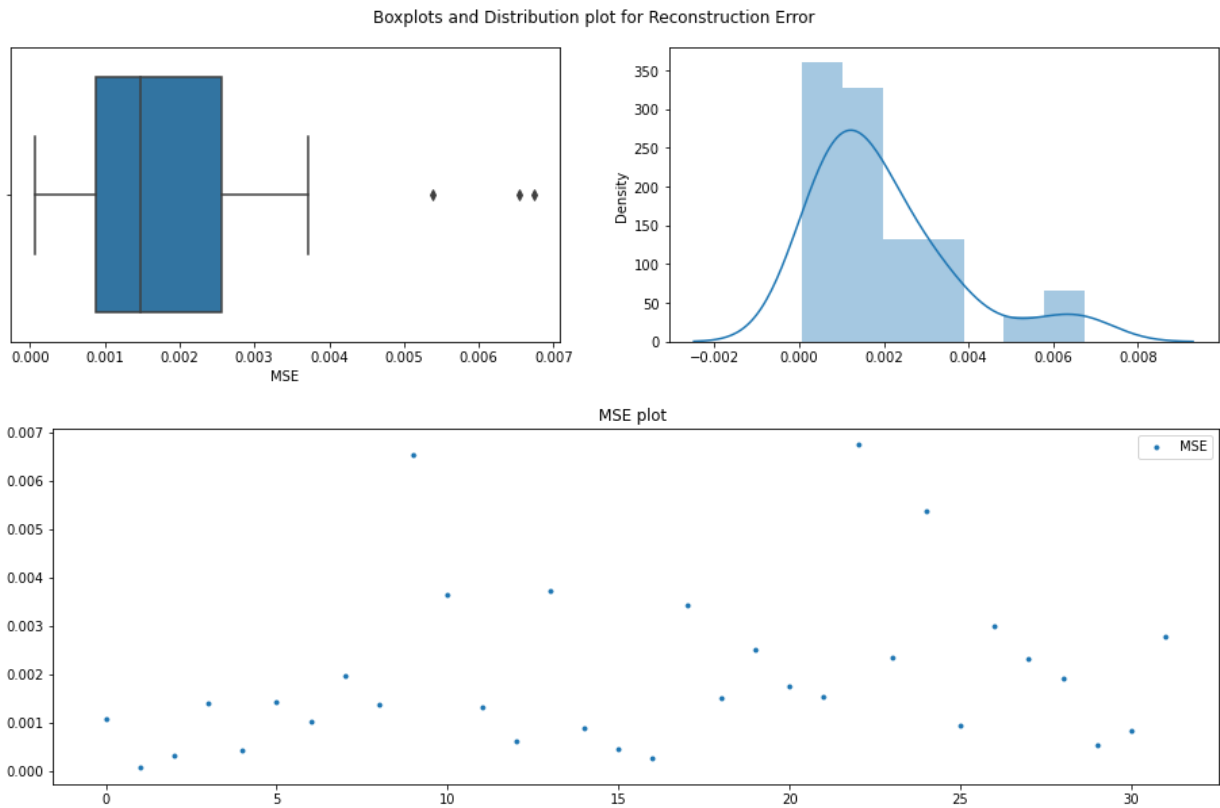 Boxplots and Distribution plot for Reconstruction Error
0.000 0.001 0.002 0.003 0.004 0.005 0.006 0.007
MSE
350
300
250
200
150
100
50
0
Density
−0.002 0.000 0.002 0.004 0.006 0.008
MSE plot
MSE
0.007
0.006
0.005
0.004
0.003
0.002
0.001
0.000
0 5 10 15 20 25 30